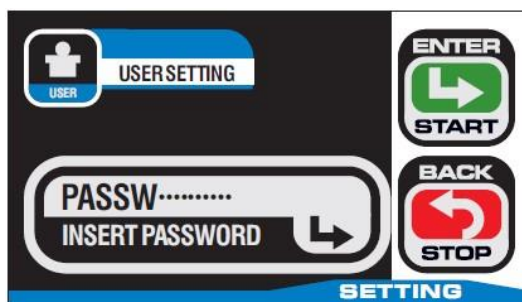 USER
USER SETTING
PASSW··········
INSERT PASSWORD
ENTER
START
BACK
STOP
SETTING